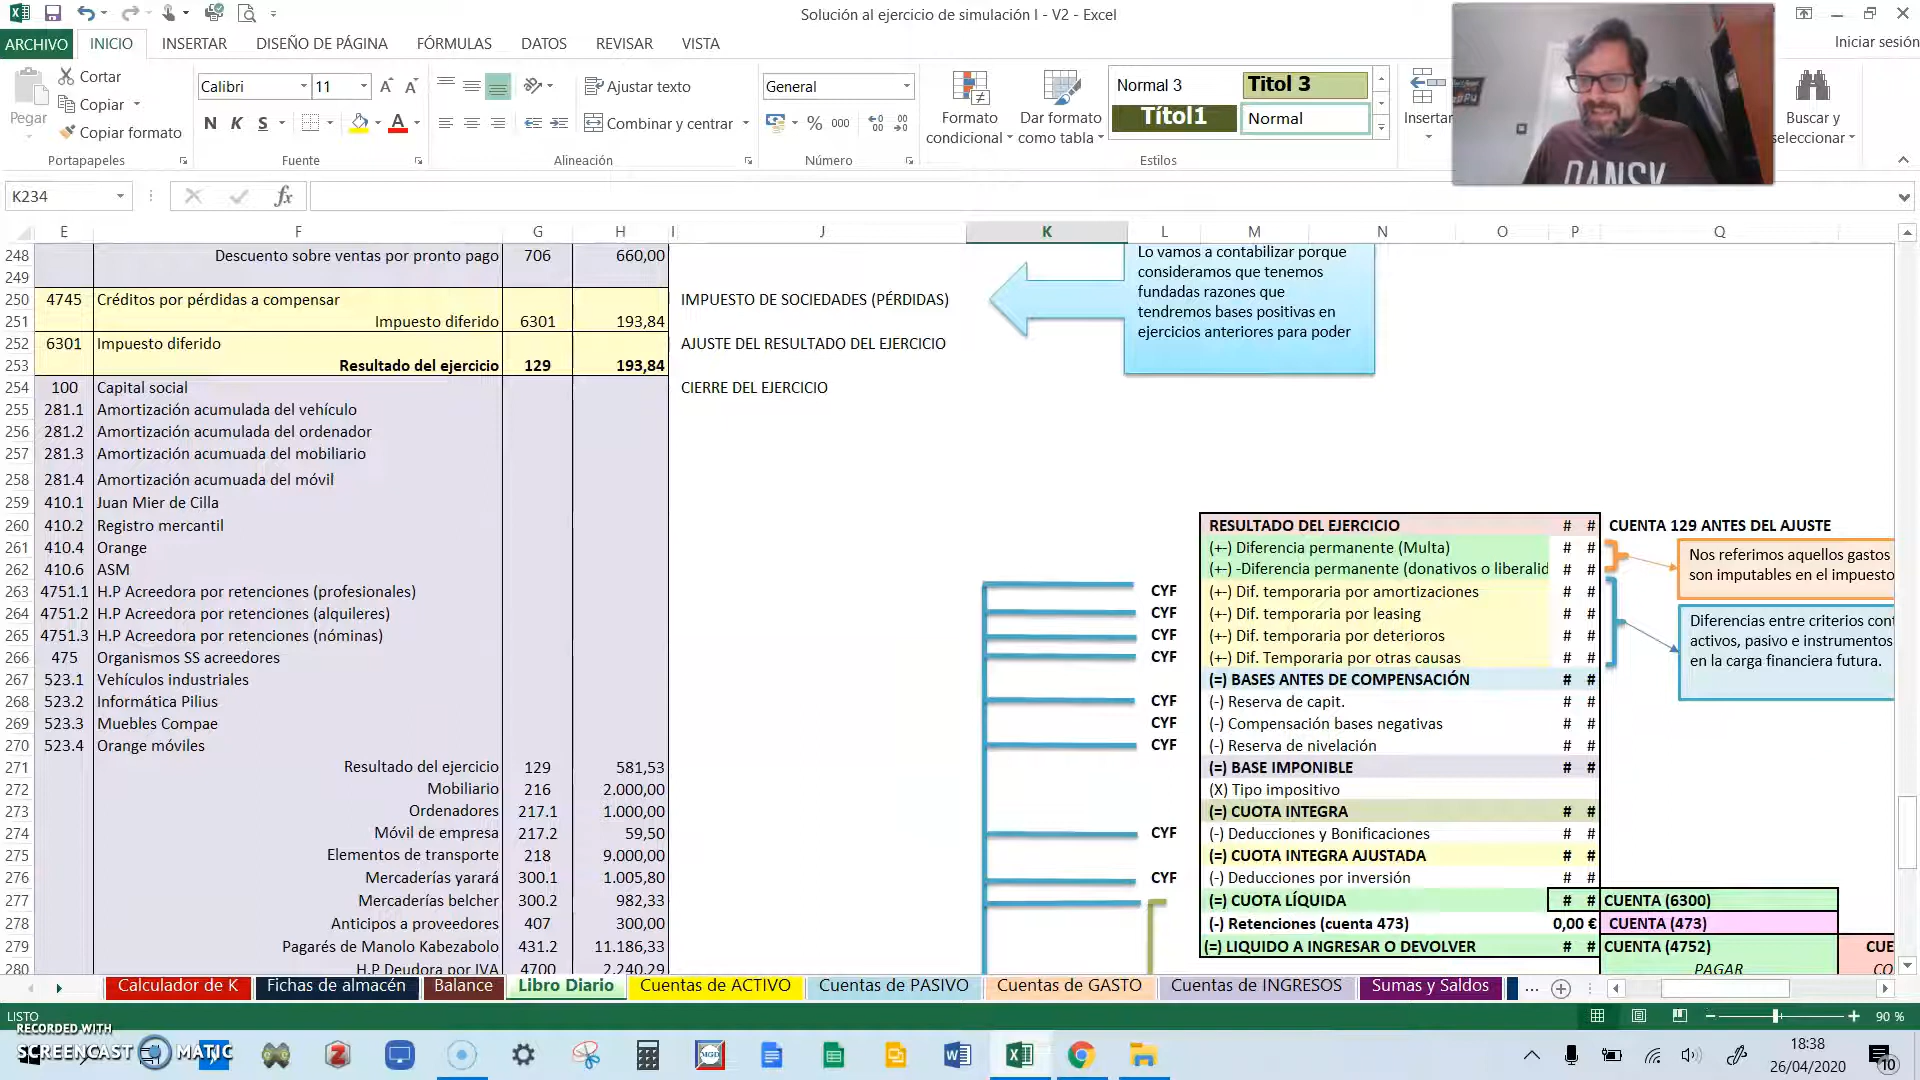 Solución al ejercicio de simulación I - V2 - Excel
Iniciar sesión
ARCHIVO INICIO INSERTAR DISEÑO DE PÁGINA FÓRMULAS DATOS REVISAR VISTA
Pegar
Cortar
Copiar
Copiar formato
Portapapeles
Calibri 11
N K S
Fuente
Ajustar texto
Combinar y centrar
Alineación
General
% 000
Número
Formato condicional
Dar formato como tabla
Normal 3 Titol 3
Títol1 Normal
Estilos
Insertar
Buscar y seleccionar
DANSK
K234
fx
E F G H I J K L M N O P Q
248 Descuento sobre ventas por pronto pago 706 660,00
249
250 4745 Créditos por pérdidas a compensar IMPUESTO DE SOCIEDADES (PÉRDIDAS)
251 Impuesto diferido 6301 193,84
252 6301 Impuesto diferido AJUSTE DEL RESULTADO DEL EJERCICIO
253 Resultado del ejercicio 129 193,84
254 100 Capital social CIERRE DEL EJERCICIO
255 281.1 Amortización acumulada del vehículo
256 281.2 Amortización acumulada del ordenador
257 281.3 Amortización acumuada del mobiliario
258 281.4 Amortización acumuada del móvil
259 410.1 Juan Mier de Cilla
260 410.2 Registro mercantil
261 410.4 Orange
262 410.6 ASM
263 4751.1 H.P Acreedora por retenciones (profesionales)
264 4751.2 H.P Acreedora por retenciones (alquileres)
265 4751.3 H.P Acreedora por retenciones (nóminas)
266 475 Organismos SS acreedores
267 523.1 Vehículos industriales
268 523.2 Informática Pilius
269 523.3 Muebles Compae
270 523.4 Orange móviles
271 Resultado del ejercicio 129 581,53
272 Mobiliario 216 2.000,00
273 Ordenadores 217.1 1.000,00
274 Móvil de empresa 217.2 59,50
275 Elementos de transporte 218 9.000,00
276 Mercaderías yarará 300.1 1.005,80
277 Mercaderías belcher 300.2 982,33
278 Anticipos a proveedores 407 300,00
279 Pagarés de Manolo Kabezabolo 431.2 11.186,33
280 H.P Deudora por IVA 4700 2.240,29
Lo vamos a contabilizar porque
consideramos que tenemos
fundadas razones que
tendremos bases positivas en
ejercicios anteriores para poder
RESULTADO DEL EJERCICIO # # CUENTA 129 ANTES DEL AJUSTE
(+-) Diferencia permanente (Multa) # #
(+-) -Diferencia permanente (donativos o liberalid # #
CYF (+-) Dif. temporaria por amortizaciones # #
CYF (+-) Dif. temporaria por leasing # #
CYF (+-) Dif. temporaria por deterioros # #
CYF (+-) Dif. Temporaria por otras causas # #
(=) BASES ANTES DE COMPENSACIÓN # #
CYF (-) Reserva de capit. # #
CYF (-) Compensación bases negativas # #
CYF (-) Reserva de nivelación # #
(=) BASE IMPONIBLE # #
(X) Tipo impositivo
(=) CUOTA INTEGRA # #
CYF (-) Deducciones y Bonificaciones # #
(=) CUOTA INTEGRA AJUSTADA # #
CYF (-) Deducciones por inversión # #
(=) CUOTA LÍQUIDA # # CUENTA (6300)
(-) Retenciones (cuenta 473) 0,00 € CUENTA (473)
(=) LIQUIDO A INGRESAR O DEVOLVER # # CUENTA (4752) CUE
PAGAR CO
Nos referimos aquellos gastos
son imputables en el impuesto
Diferencias entre criterios cont
activos, pasivo e instrumentos
en la carga financiera futura.
Calculador de K Fichas de almacén Balance Libro Diario Cuentas de ACTIVO Cuentas de PASIVO Cuentas de GASTO Cuentas de INGRESOS Sumas y Saldos ...
LISTO
90 %
RECORDED WITH
SCREENCAST MATIC
MGD
18:38
26/04/2020
10